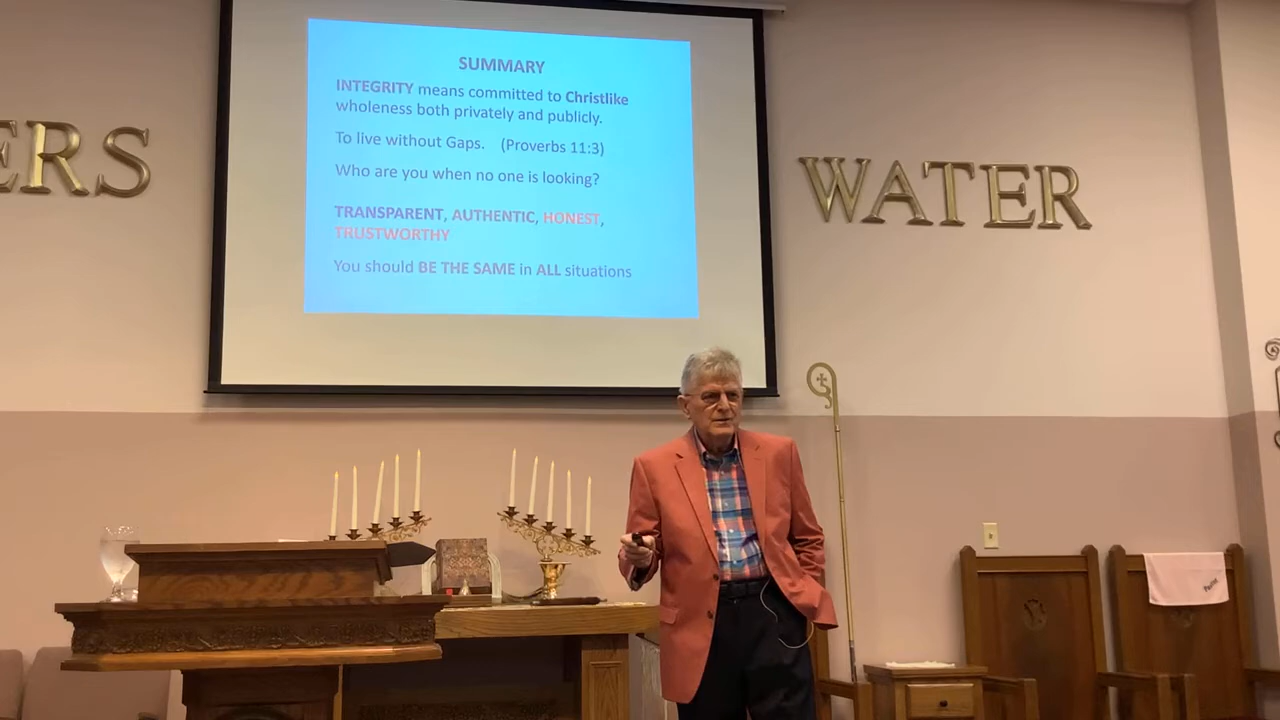 SUMMARY
INTEGRITY means committed to Christlike
wholeness both privately and publicly.
To live without Gaps. (Proverbs 11:3)
Who are you when no one is looking?
TRANSPARENT, AUTHENTIC, HONEST,
TRUSTWORTHY
You should BE THE SAME in ALL situations
ERS
WATER